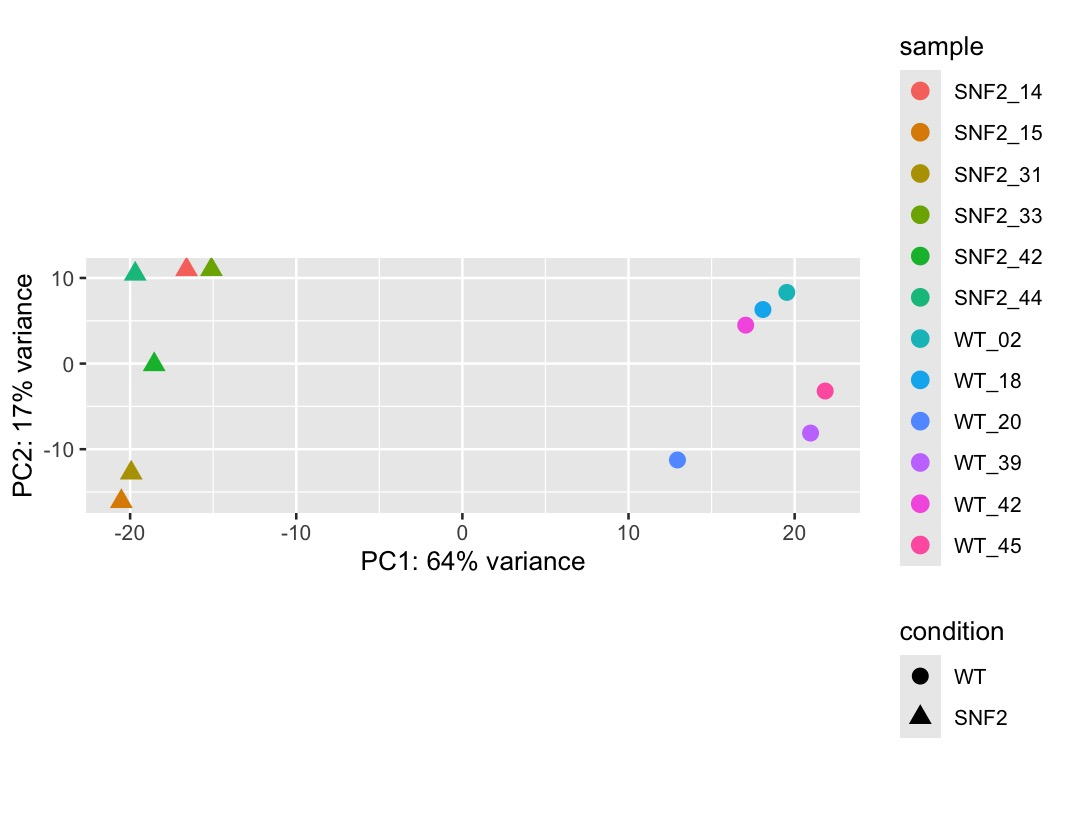 PC2: 17% variance
10
0
-10
-20
-10
0
10
20
PC1: 64% variance
sample
SNF2_14
SNF2_15
SNF2_31
SNF2_33
SNF2_42
SNF2_44
WT_02
WT_18
WT_20
WT_39
WT_42
WT_45
condition
WT
SNF2